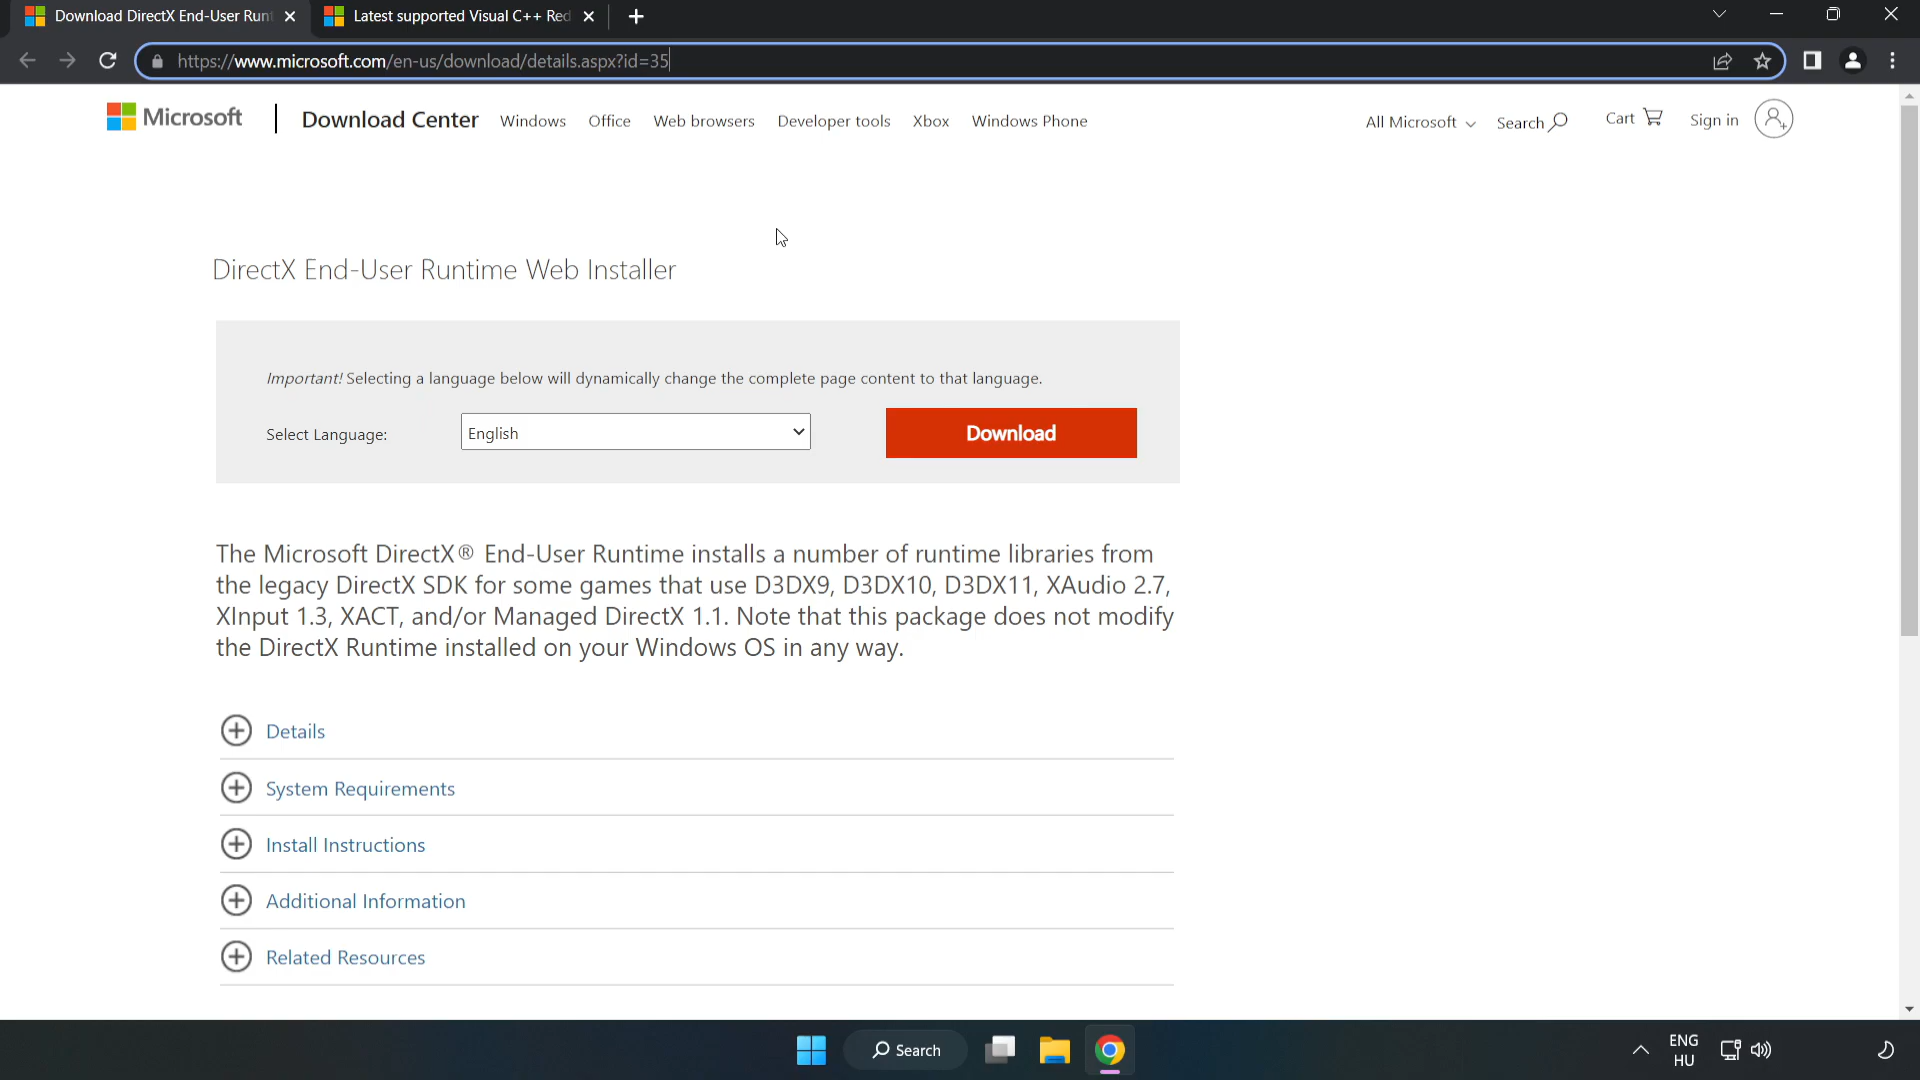 Download DirectX End-User Runt
Latest supported Visual C++ Red
https://www.microsoft.com/en-us/download/details.aspx?id=35
Microsoft
Download Center
Windows
Office
Web browsers
Developer tools
Xbox
Windows Phone
All Microsoft
Search
Cart
Sign in
DirectX End-User Runtime Web Installer
Important! Selecting a language below will dynamically change the complete page content to that language.
Select Language:
English
Download
The Microsoft DirectX® End-User Runtime installs a number of runtime libraries from
the legacy DirectX SDK for some games that use D3DX9, D3DX10, D3DX11, XAudio 2.7,
XInput 1.3, XACT, and/or Managed DirectX 1.1. Note that this package does not modify
the DirectX Runtime installed on your Windows OS in any way.
Details
System Requirements
Install Instructions
Additional Information
Related Resources
Search
ENG
HU